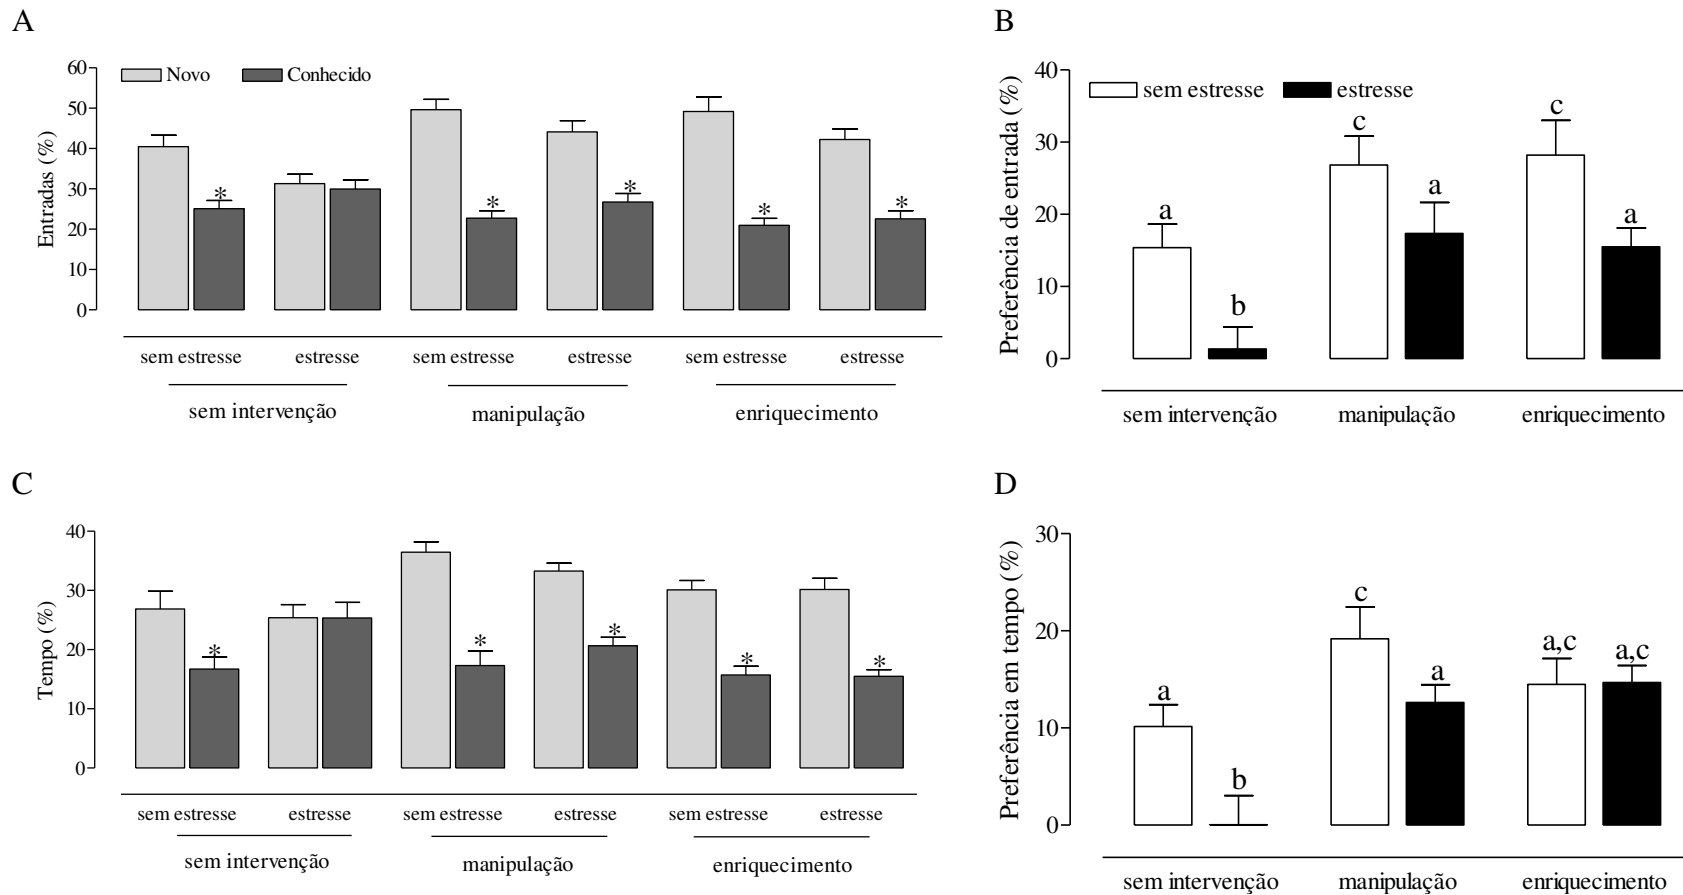 A
Entradas (%)
60
50
40
30
20
10
0
Novo Conhecido
* * * * *
sem estresse estresse sem estresse estresse sem estresse estresse
sem intervenção manipulação enriquecimento
B
Preferência de entrada (%)
40
30
20
10
0
sem estresse estresse
a b c a c a
sem intervenção manipulação enriquecimento
C
Tempo (%)
40
30
20
10
0
* * * * *
sem estresse estresse sem estresse estresse sem estresse estresse
sem intervenção manipulação enriquecimento
D
Preferência em tempo (%)
30
20
10
0
a b c a a,c a,c
sem intervenção manipulação enriquecimento